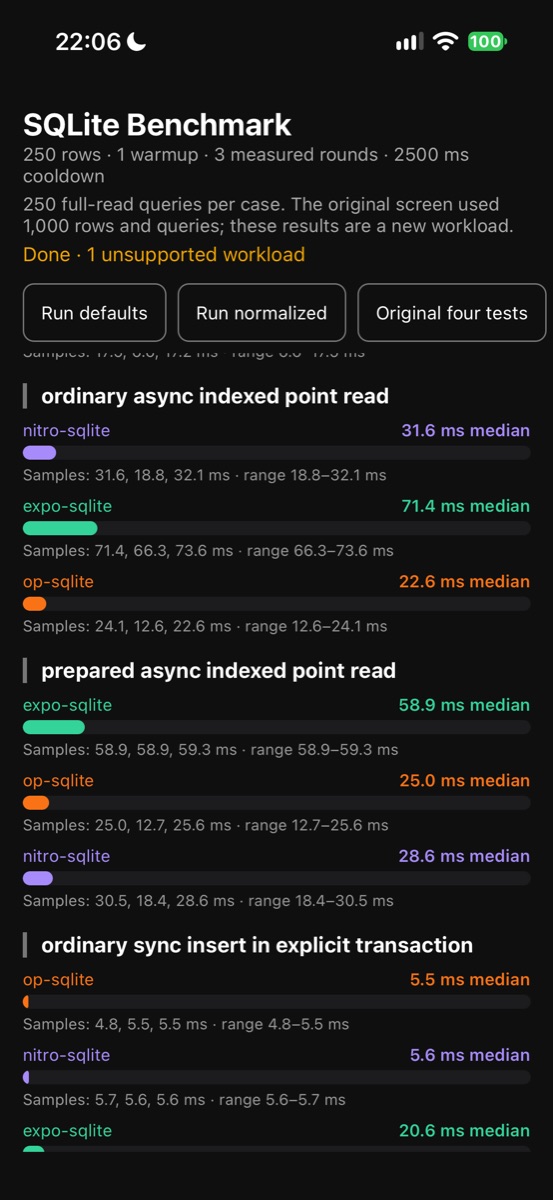 22:06
100
SQLite Benchmark
250 rows · 1 warmup · 3 measured rounds · 2500 ms
cooldown
250 full-read queries per case. The original screen used
1,000 rows and queries; these results are a new workload.
Done · 1 unsupported workload
Run defaults
Run normalized
Original four tests
ordinary async indexed point read
nitro-sqlite 31.6 ms median
Samples: 31.6, 18.8, 32.1 ms · range 18.8–32.1 ms
expo-sqlite 71.4 ms median
Samples: 71.4, 66.3, 73.6 ms · range 66.3–73.6 ms
op-sqlite 22.6 ms median
Samples: 24.1, 12.6, 22.6 ms · range 12.6–24.1 ms
prepared async indexed point read
expo-sqlite 58.9 ms median
Samples: 58.9, 58.9, 59.3 ms · range 58.9–59.3 ms
op-sqlite 25.0 ms median
Samples: 25.0, 12.7, 25.6 ms · range 12.7–25.6 ms
nitro-sqlite 28.6 ms median
Samples: 30.5, 18.4, 28.6 ms · range 18.4–30.5 ms
ordinary sync insert in explicit transaction
op-sqlite 5.5 ms median
Samples: 4.8, 5.5, 5.5 ms · range 4.8–5.5 ms
nitro-sqlite 5.6 ms median
Samples: 5.7, 5.6, 5.6 ms · range 5.6–5.7 ms
expo-sqlite 20.6 ms median